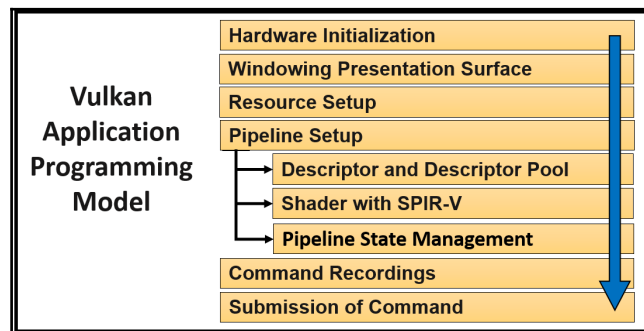 Vulkan
Application
Programming
Model
Hardware Initialization
Windowing Presentation Surface
Resource Setup
Pipeline Setup
Descriptor and Descriptor Pool
Shader with SPIR-V
Pipeline State Management
Command Recordings
Submission of Command